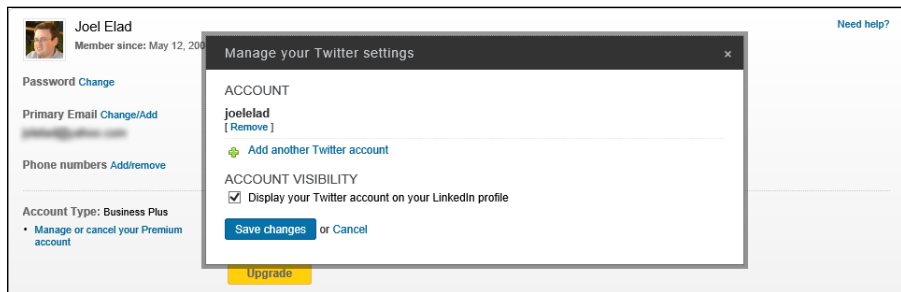 Joel Elad
Need help?
Member since: May 12, 200
Password Change
Primary Email Change/Add
Phone numbers Add/remove
Account Type: Business Plus
• Manage or cancel your Premium
account
Manage your Twitter settings
×
ACCOUNT
joelelad
[ Remove ]
Add another Twitter account
ACCOUNT VISIBILITY
Display your Twitter account on your LinkedIn profile
Save changes or Cancel
Upgrade